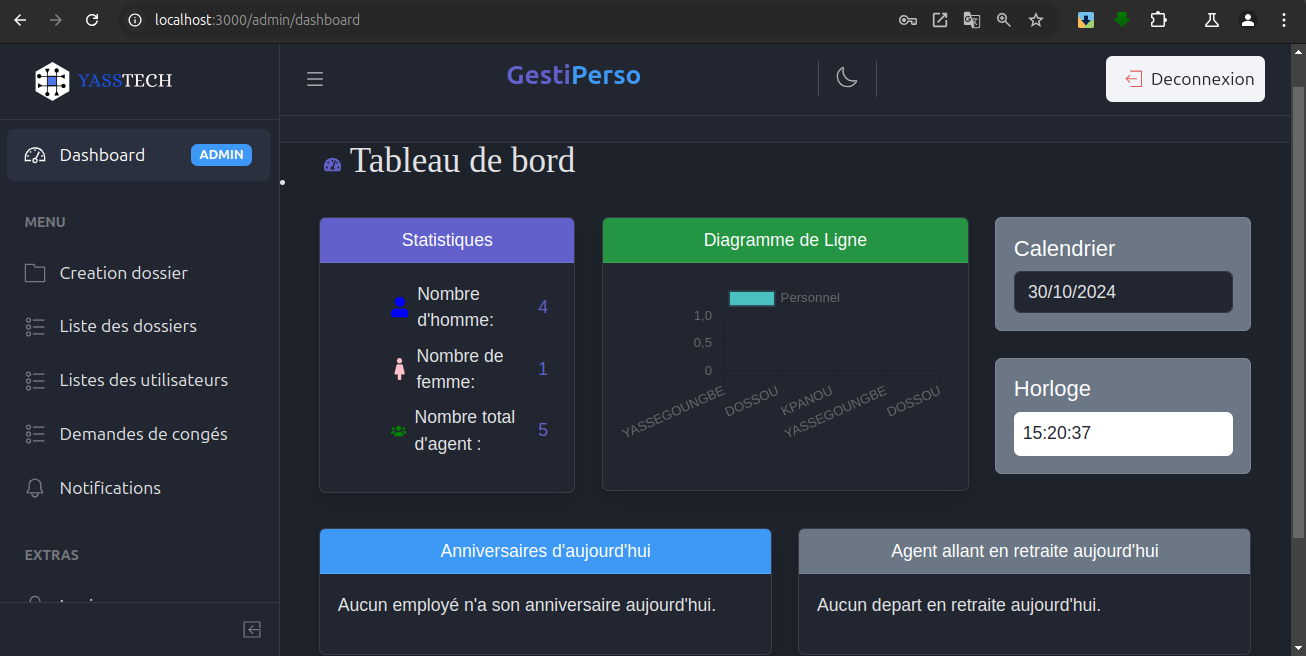 localhost:3000/admin/dashboard
YASSTECH
GestiPerso
Deconnexion
Dashboard
ADMIN
MENU
Creation dossier
Liste des dossiers
Listes des utilisateurs
Demandes de congés
Notifications
EXTRAS
Tableau de bord
Statistiques
Nombre
d'homme:
4
Nombre de
femme:
1
Nombre total
d'agent :
5
Diagramme de Ligne
Personnel
1,0
0,5
0
YASSEGOUNGBE
DOSSOU
KPANOU
YASSEGOUNGBE
DOSSOU
Calendrier
30/10/2024
Horloge
15:20:37
Anniversaires d'aujourd'hui
Aucun employé n'a son anniversaire aujourd'hui.
Agent allant en retraite aujourd'hui
Aucun depart en retraite aujourd'hui.